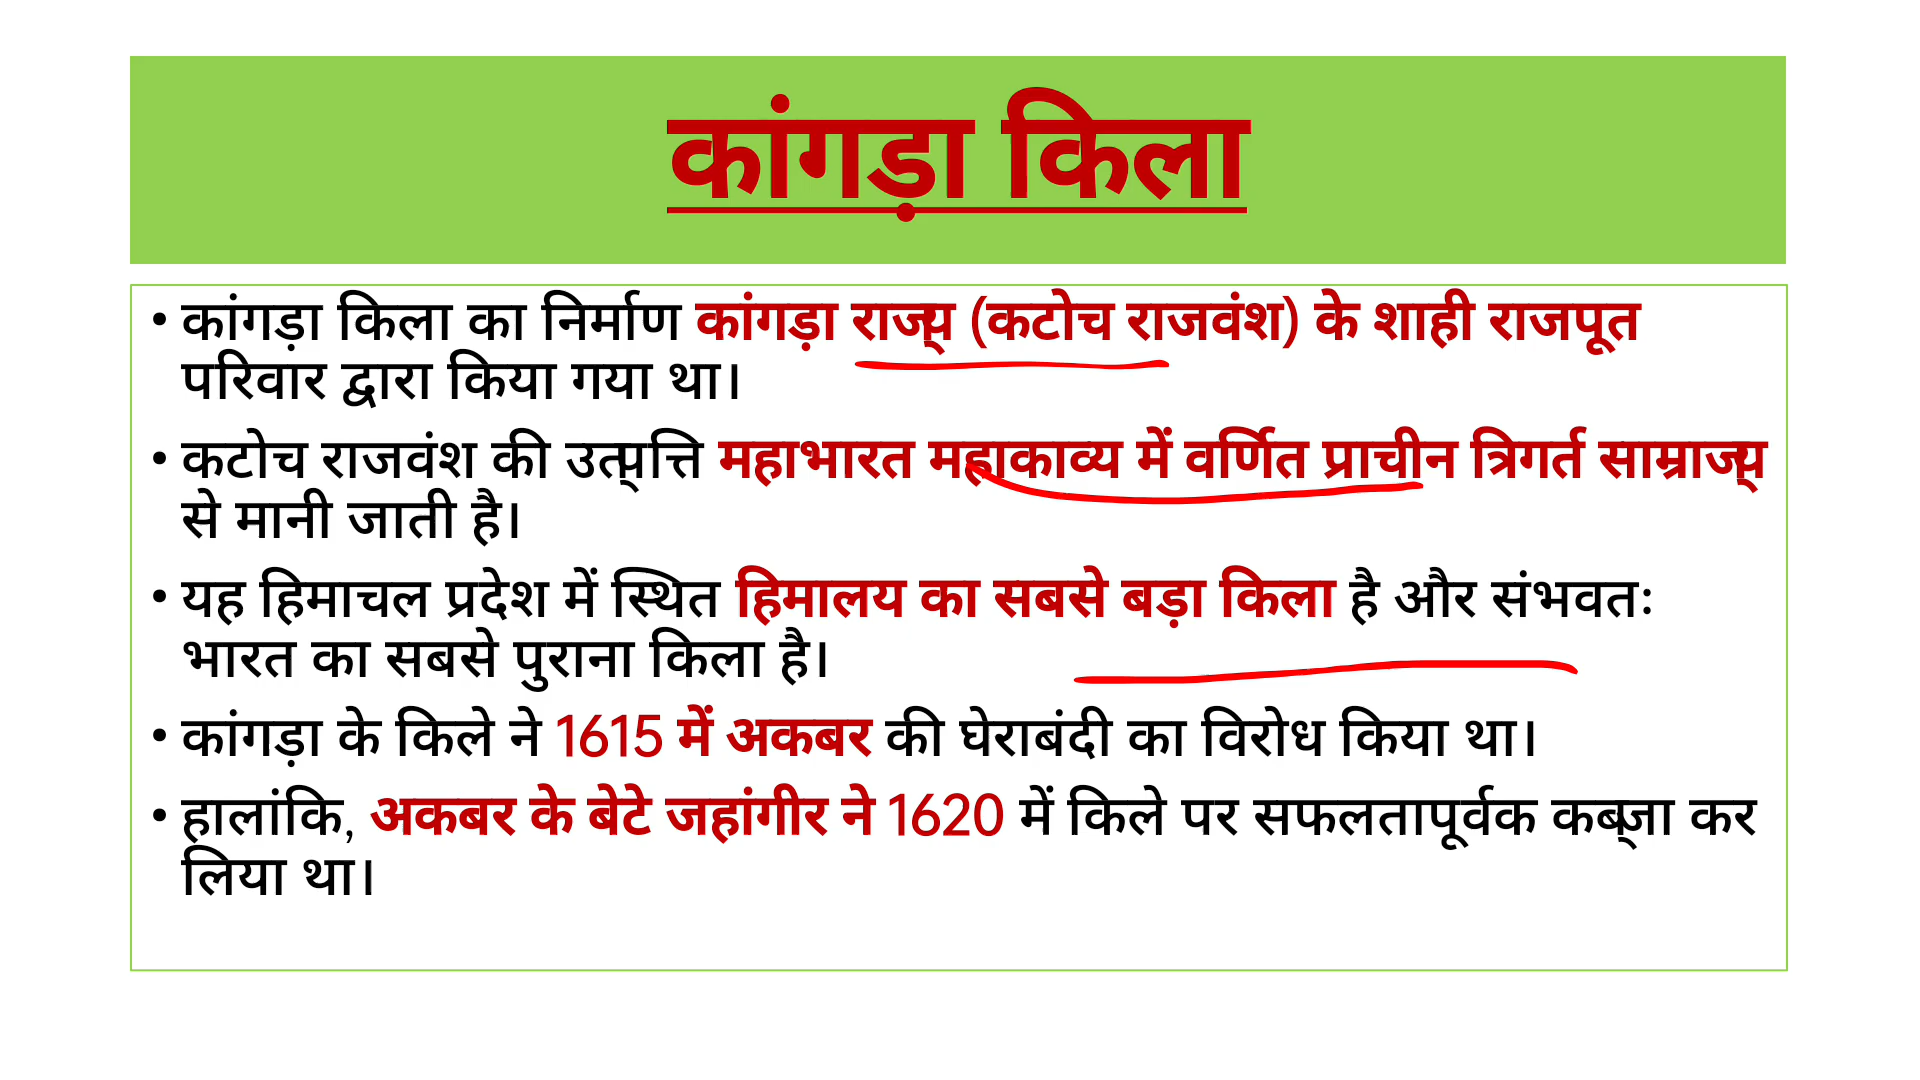 कांगड़ा किला
• कांगड़ा किला का निर्माण कांगड़ा राज्य (कटोच राजवंश) के शाही राजपूत
परिवार द्वारा किया गया था।
• कटोच राजवंश की उत्पत्ति महाभारत महाकाव्य में वर्णित प्राचीन त्रिगर्त साम्राज्य
से मानी जाती है।
• यह हिमाचल प्रदेश में स्थित हिमालय का सबसे बड़ा किला है और संभवतः
भारत का सबसे पुराना किला है।
• कांगड़ा के किले ने 1615 में अकबर की घेराबंदी का विरोध किया था।
• हालांकि, अकबर के बेटे जहांगीर ने 1620 में किले पर सफलतापूर्वक कब्जा कर
लिया था।